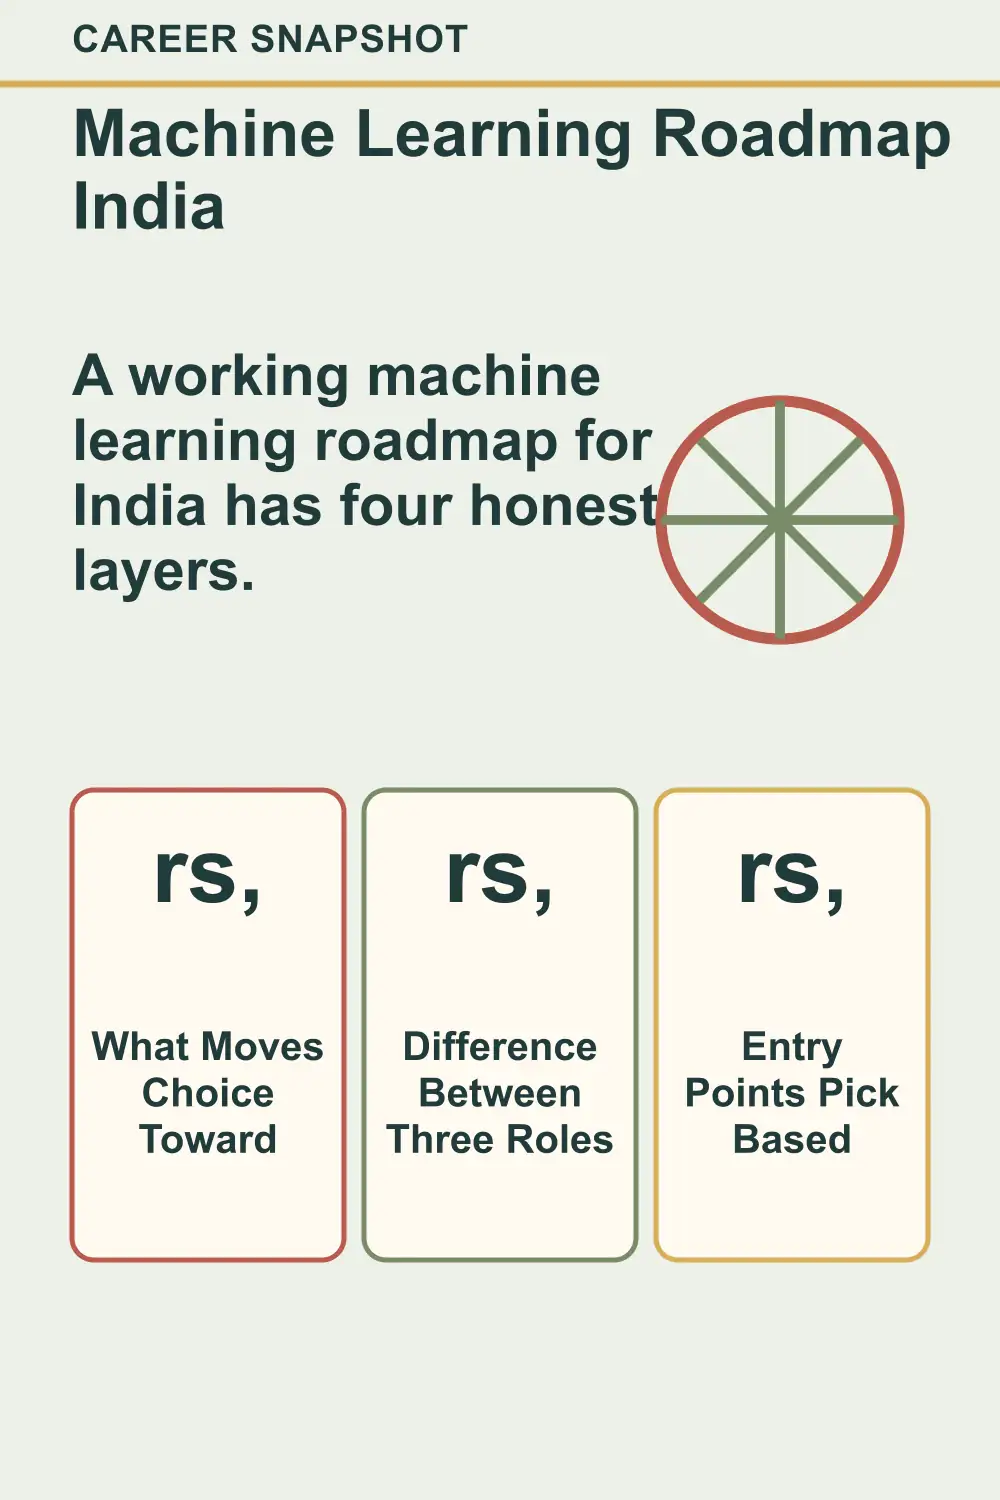 CAREER SNAPSHOT
Machine Learning Roadmap
India
A working machine
learning roadmap for
India has four honest
layers.
rs,
What Moves
Choice
Toward
rs,
Difference
Between
Three Roles
rs,
Entry
Points Pick
Based